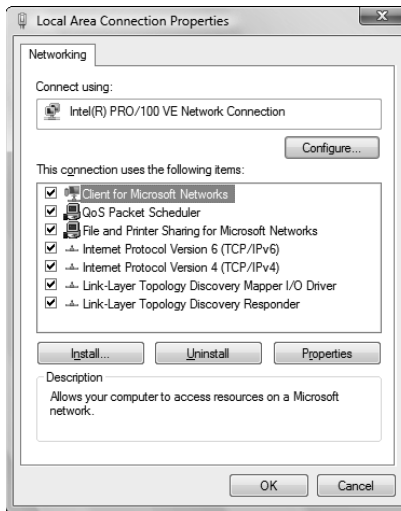 Local Area Connection Properties
Networking
Connect using:
Intel(R) PRO/100 VE Network Connection
Configure...
This connection uses the following items:
Client for Microsoft Networks
QoS Packet Scheduler
File and Printer Sharing for Microsoft Networks
Internet Protocol Version 6 (TCP/IPv6)
Internet Protocol Version 4 (TCP/IPv4)
Link-Layer Topology Discovery Mapper I/O Driver
Link-Layer Topology Discovery Responder
Install... Uninstall Properties
Description
Allows your computer to access resources on a Microsoft
network.
OK Cancel